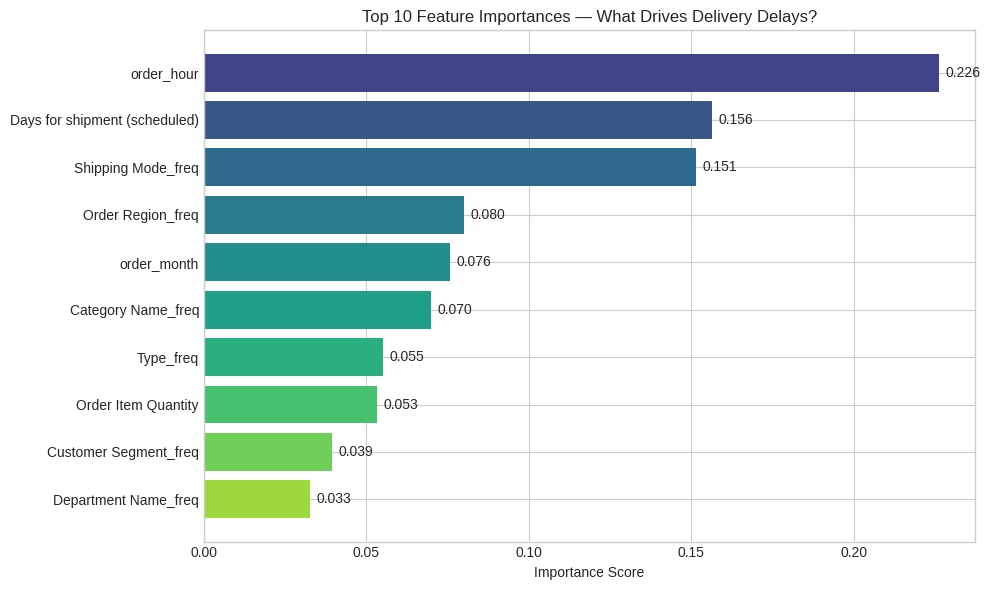 Top 10 Feature Importances — What Drives Delivery Delays?
order_hour 0.226
Days for shipment (scheduled) 0.156
Shipping Mode_freq 0.151
Order Region_freq 0.080
order_month 0.076
Category Name_freq 0.070
Type_freq 0.055
Order Item Quantity 0.053
Customer Segment_freq 0.039
Department Name_freq 0.033
0.00 0.05 0.10 0.15 0.20
Importance Score